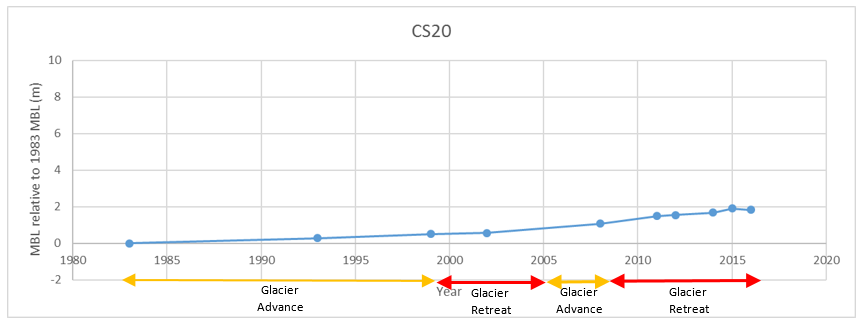 CS20
MBL relative to 1983 MBL (m)
10
8
6
4
2
0
-2
1980
1985
1990
1995
2000
2005
2010
2015
2020
Year
Glacier
Advance
Glacier
Retreat
Glacier
Advance
Glacier
Retreat